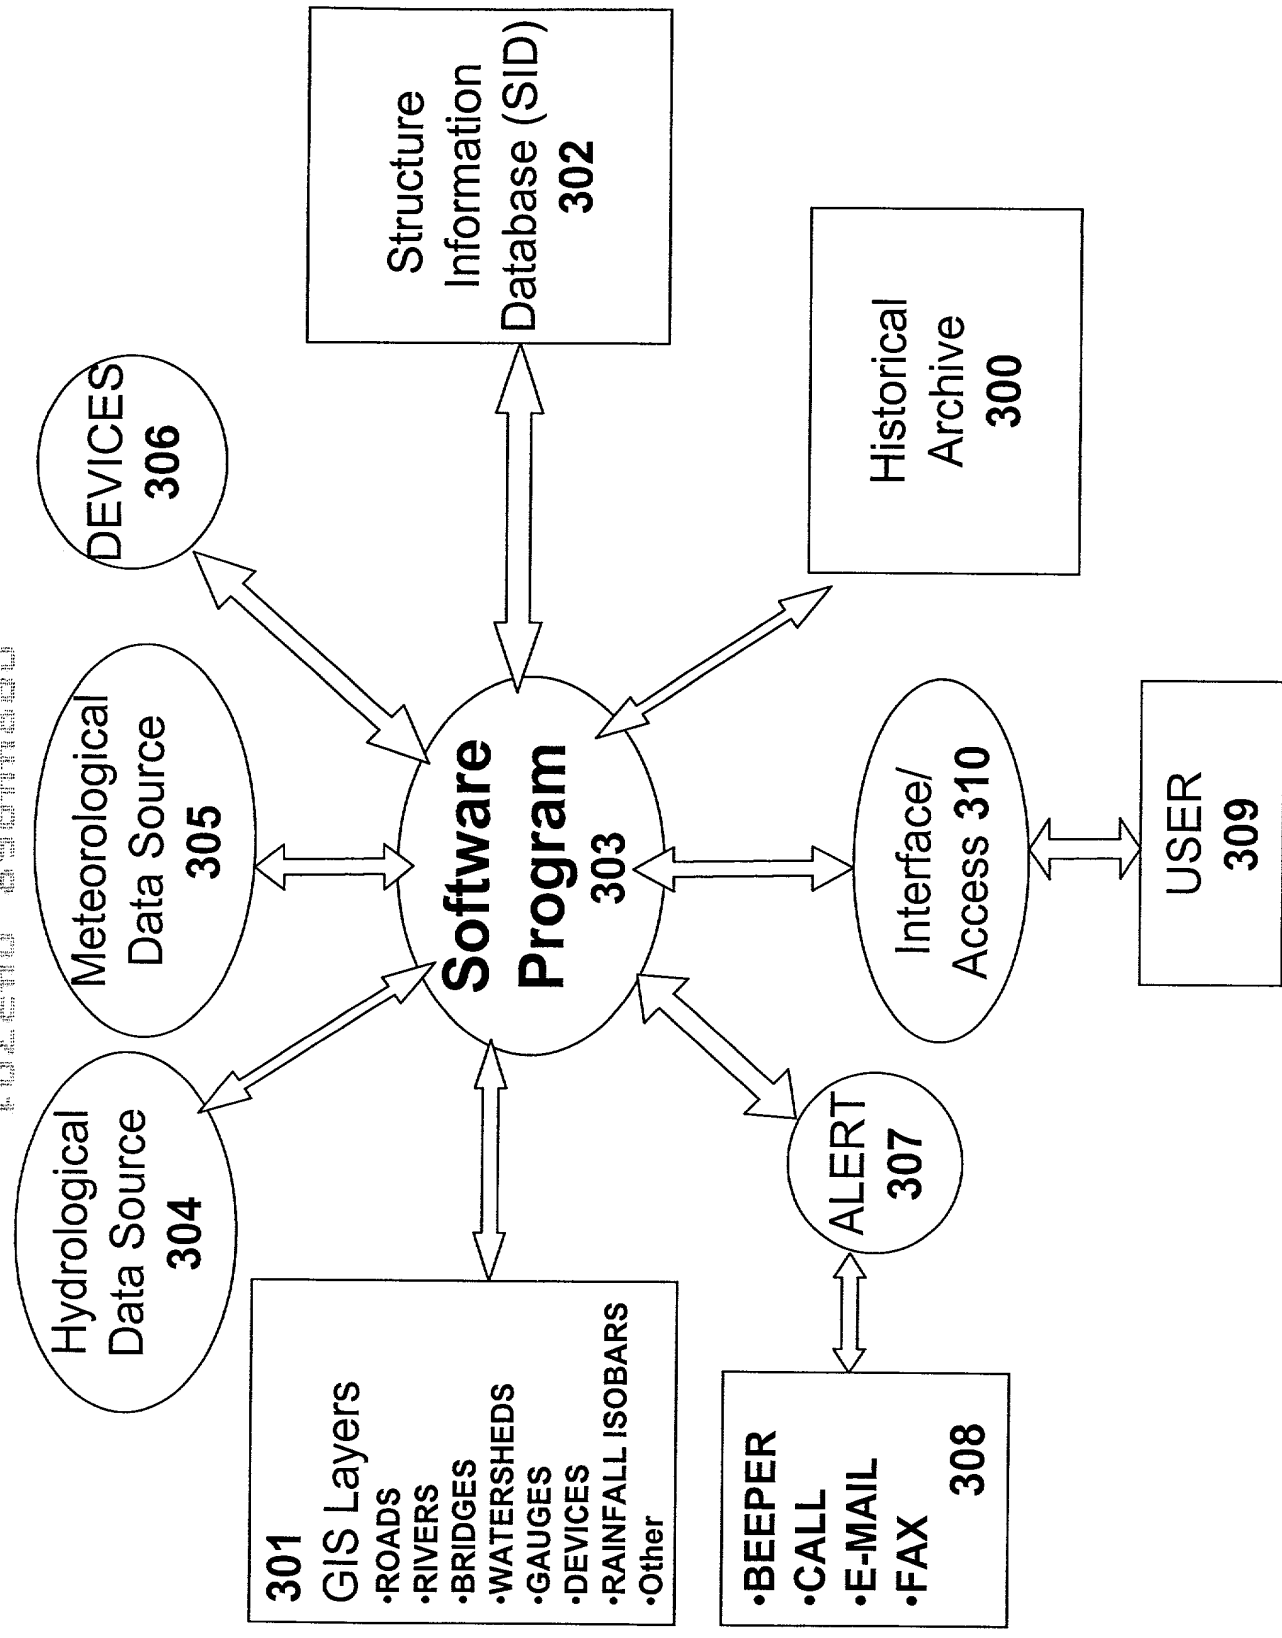 Hydrological
Data Source
304
Meteorological
Data Source
305
DEVICES
306
301
GIS Layers
•ROADS
•RIVERS
•BRIDGES
•WATERSHEDS
•GAUGES
•DEVICES
•RAINFALL ISOBARS
•Other
Software
Program
303
Structure
Information
Database (SID)
302
•BEEPER
•CALL
•E-MAIL
•FAX
308
ALERT
307
Interface/
Access 310
Historical
Archive
300
USER
309